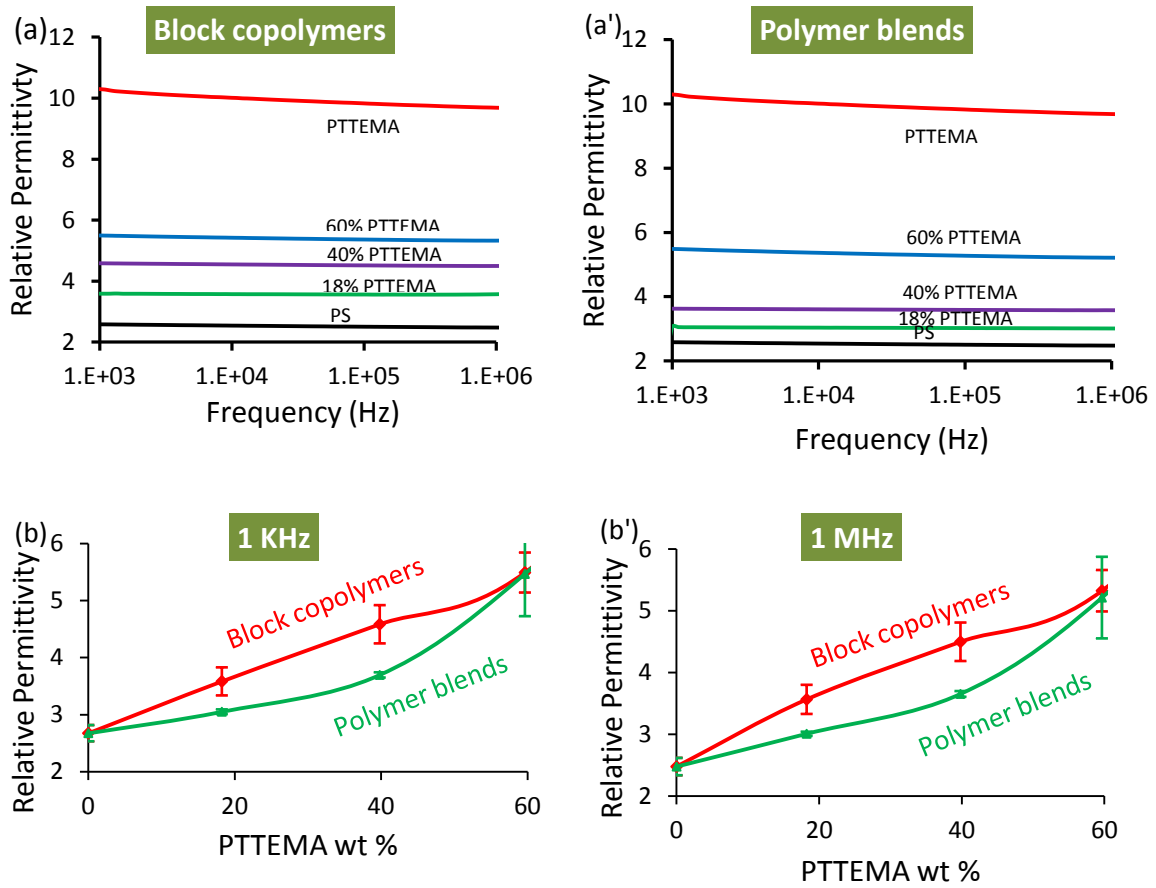 (a)
Block copolymers
Relative Permittivty
12
10
8
6
4
2
PTTEMA
60% PTTEMA
40% PTTEMA
18% PTTEMA
PS
1.E+03
1.E+04
1.E+05
1.E+06
Frequency (Hz)
(a')
Polymer blends
Relative Permittivty
12
10
8
6
4
2
PTTEMA
60% PTTEMA
40% PTTEMA
18% PTTEMA
PS
1.E+03
1.E+04
1.E+05
1.E+06
Frequency (Hz)
(b)
1 KHz
Relative Permittivity
6
5
4
3
2
Block copolymers
Polymer blends
0
20
40
60
PTTEMA wt %
(b')
1 MHz
Relative Permittivity
6
5
4
3
2
Block copolymers
Polymer blends
0
20
40
60
PTTEMA wt %